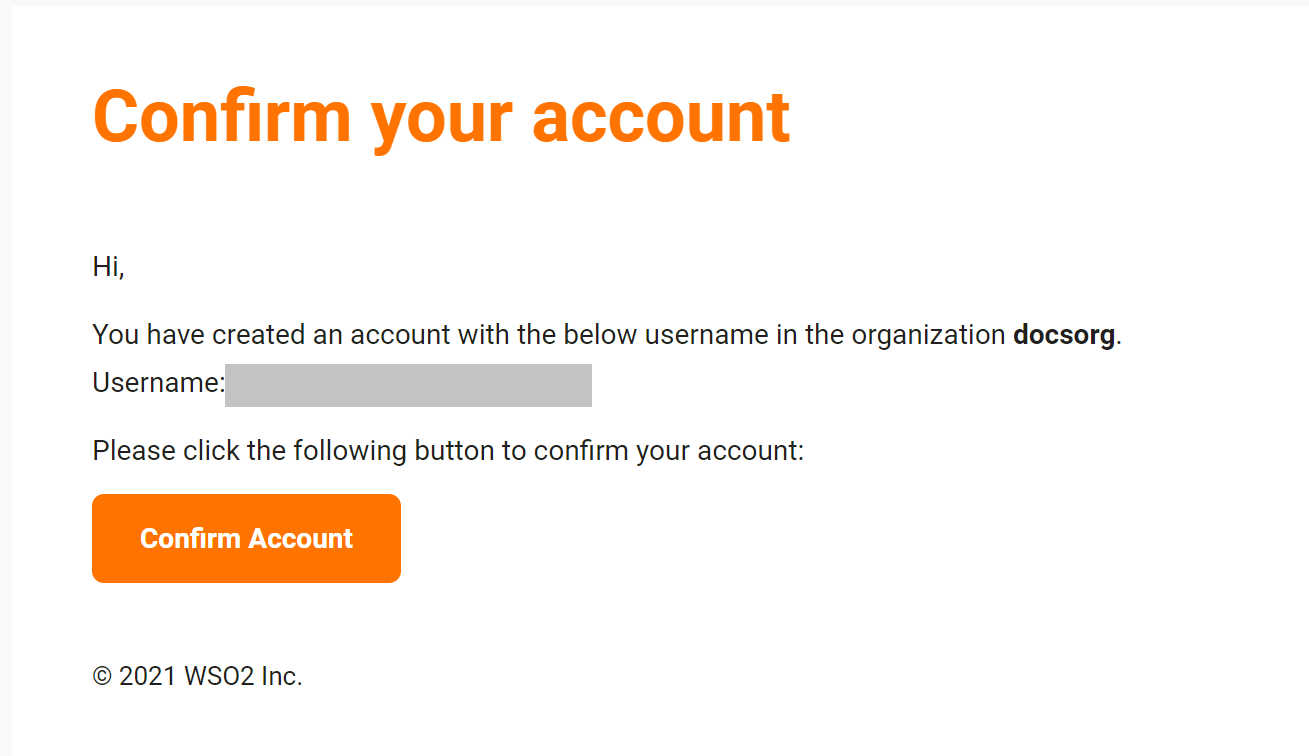 Confirm your account
Hi,
You have created an account with the below username in the organization docsorg.
Username:
Please click the following button to confirm your account:
Confirm Account
© 2021 WSO2 Inc.